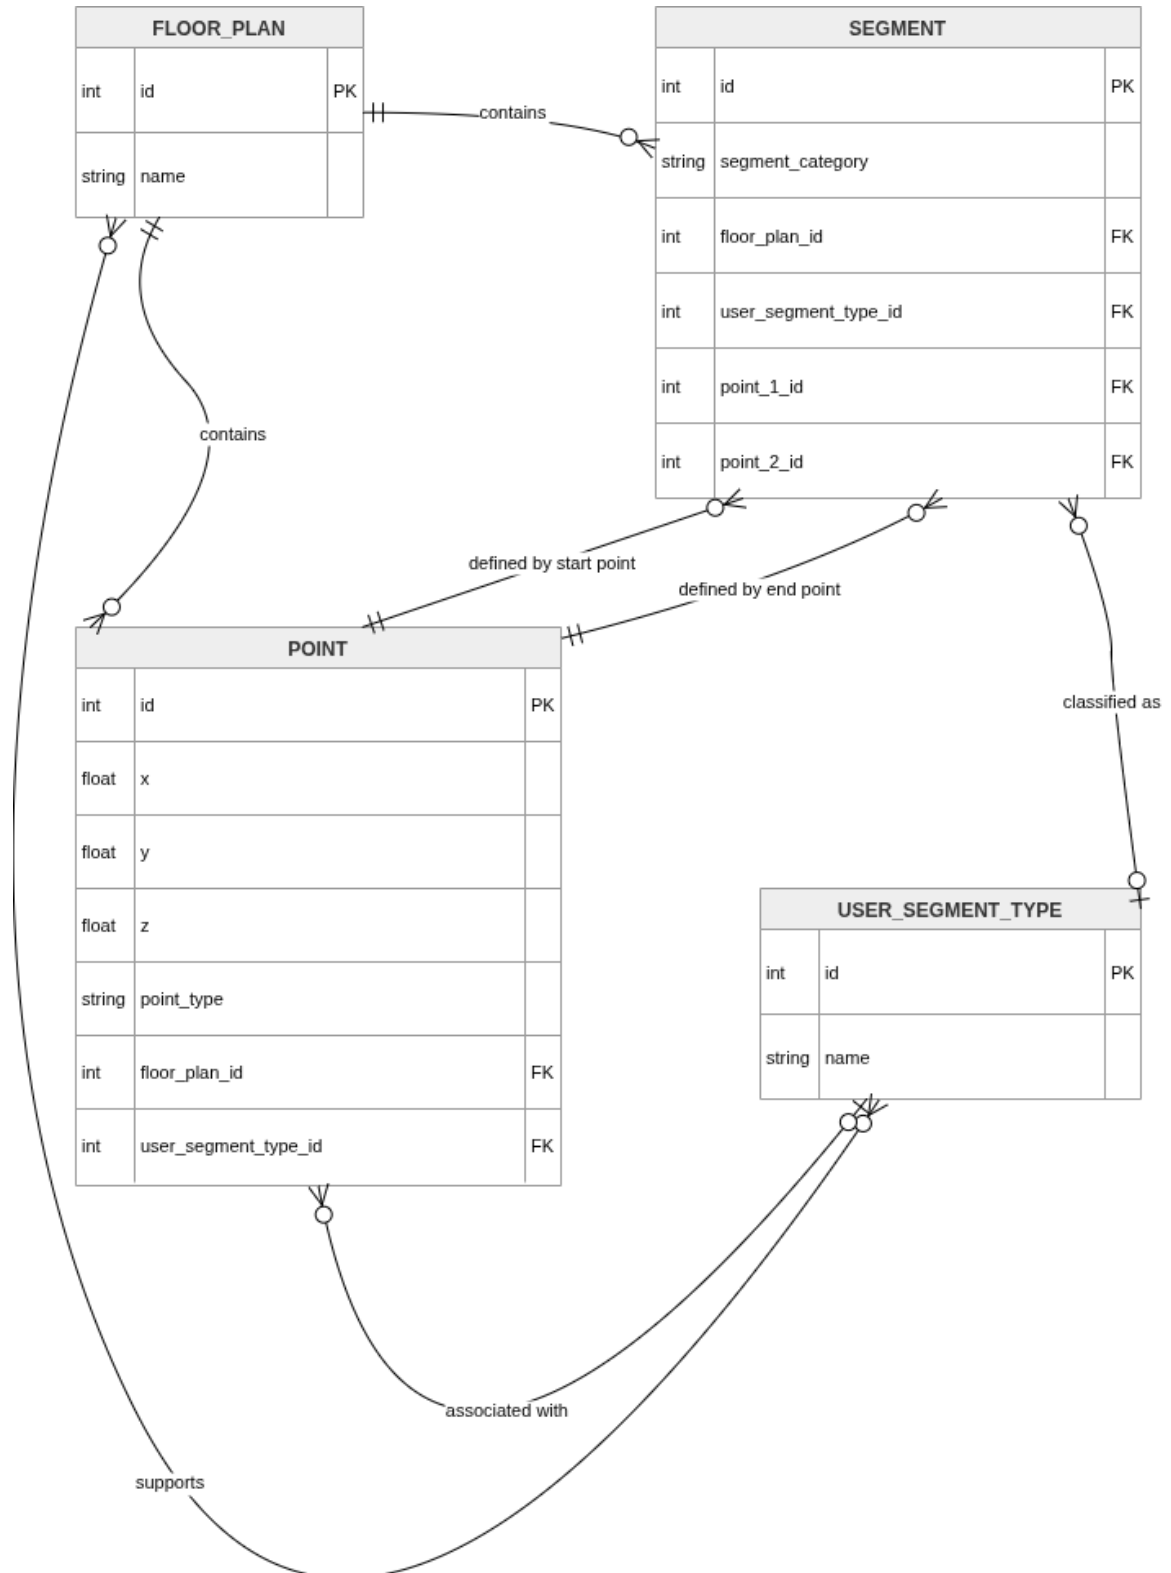 FLOOR_PLAN
int id PK
string name
SEGMENT
int id PK
string segment_category
int floor_plan_id FK
int user_segment_type_id FK
int point_1_id FK
int point_2_id FK
contains
contains
defined by start point
defined by end point
POINT
int id PK
float x
float y
float z
string point_type
int floor_plan_id FK
int user_segment_type_id FK
classified as
USER_SEGMENT_TYPE
int id PK
string name
associated with
supports